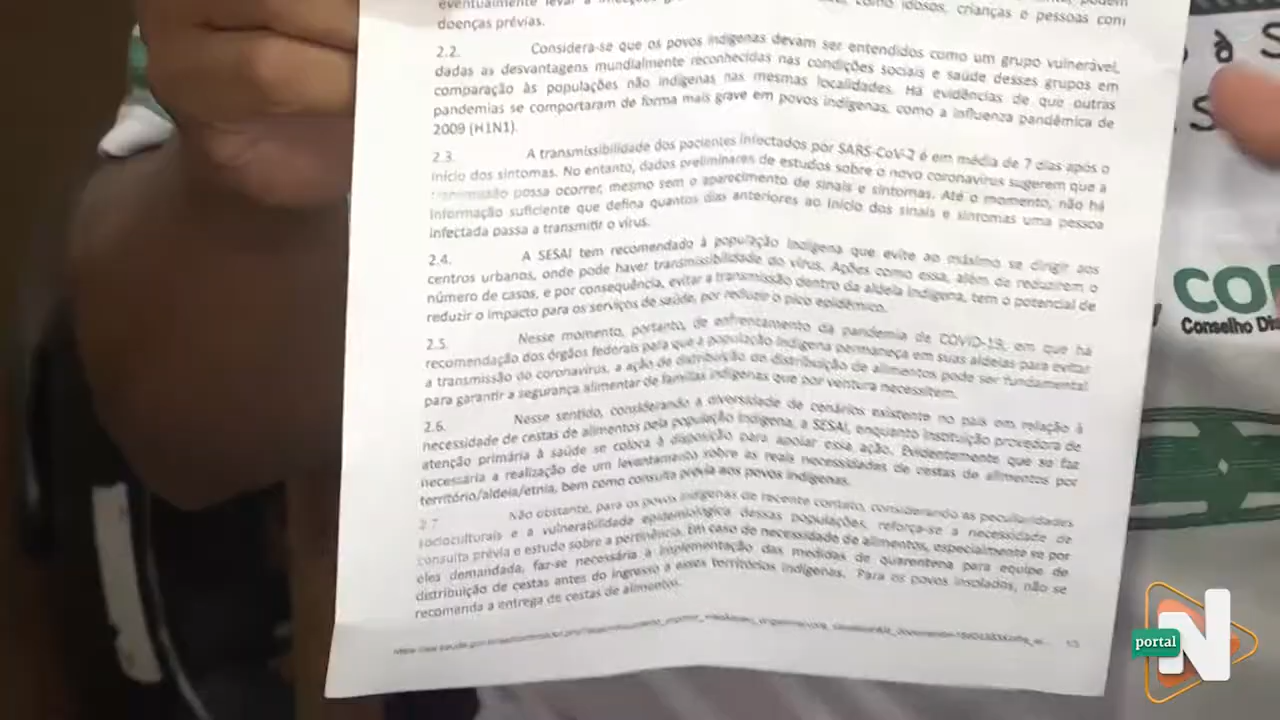 como idosos, crianças e pessoas com
doenças prévias.
2.2. Considera-se que os povos indígenas devam ser entendidos como um grupo vulnerável,
dadas as desvantagens mundialmente reconhecidas nas condições sociais e saúde desses grupos em
comparação às populações não indígenas nas mesmas localidades. Há evidências de que outras
pandemias se comportaram de forma mais grave em povos indígenas, como a influenza pandêmica de
2009 (H1N1).
2.3. A transmissibilidade dos pacientes infectados por SARS-CoV-2 é em média de 7 dias após o
início dos sintomas. No entanto, dados preliminares de estudos sobre o novo coronavírus sugerem que a
transmissão possa ocorrer, mesmo sem o aparecimento de sinais e sintomas. Até o momento, não há
informação suficiente que defina quantos dias anteriores ao início dos sinais e sintomas uma pessoa
infectada passa a transmitir o vírus.
2.4. A SESAI tem recomendado à população indígena que evite ao máximo se dirigir aos
centros urbanos, onde pode haver transmissibilidade do vírus. Ações como essa, além de reduzirem o
número de casos, e por consequência, evitar a transmissão dentro da aldeia indígena, tem o potencial de
reduzir o impacto para os serviços de saúde, por reduzir o pico epidêmico.
2.5. Nesse momento, portanto, de enfrentamento da pandemia de COVID-19, em que há
recomendação dos órgãos federais para que a população indígena permaneça em suas aldeias para evitar
a transmissão do coronavírus, a ação de distribuição do distribuição de alimentos pode ser fundamental
para garantir a segurança alimentar de famílias indígenas que por ventura necessitem.
2.6. Nesse sentido, considerando a diversidade de cenários existente no país em relação à
necessidade de cestas de alimentos pela população indígena, a SESAI, enquanto instituição provedora de
atenção primária à saúde se coloca à disposição para apoiar essa ação. Evidentemente que se faz
necessária a realização de um levantamento sobre as reais necessidades de cestas de alimentos por
território/aldeia/etnia, bem como consulta prévia aos povos indígenas.
2.7 Não obstante, para os povos indígenas de recente contato, considerando as peculiaridades
socioculturais e a vulnerabilidade epidemiológica dessas populações, reforça-se a necessidade de
consulta prévia e estudo sobre a pertinência. Em caso de necessidade de alimentos, especialmente se por
eles demandada, faz-se necessária a implementação das medidas de quarentena para equipe de
distribuição de cestas antes do ingresso a esses territórios indígenas. Para os povos insolados, não se
recomenda a entrega de cestas de alimento.
1/3
à S
CO
Conselho Di
portal N